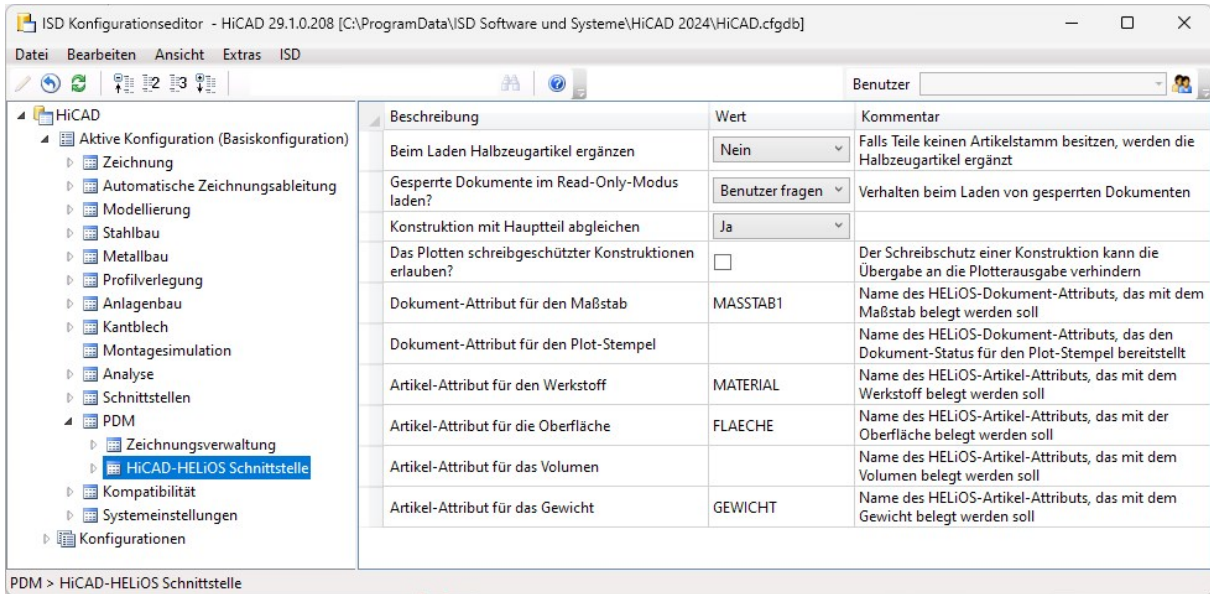 ISD Konfigurationseditor - HiCAD 29.1.0.208 [C:\ProgramData\ISD Software und Systeme\HiCAD 2024\HiCAD.cfgdb]
Datei Bearbeiten Ansicht Extras ISD
Benutzer
HiCAD
Aktive Konfiguration (Basiskonfiguration)
Zeichnung
Automatische Zeichnungsableitung
Modellierung
Stahlbau
Metallbau
Profilverlegung
Anlagenbau
Kantblech
Montagesimulation
Analyse
Schnittstellen
PDM
Zeichnungsverwaltung
HiCAD-HELiOS Schnittstelle
Kompatibilität
Systemeinstellungen
Konfigurationen
Beschreibung Wert Kommentar
Beim Laden Halbzeugartikel ergänzen Nein Falls Teile keinen Artikelstamm besitzen, werden die
Halbzeugartikel ergänzt
Gesperrte Dokumente im Read-Only-Modus
laden? Benutzer fragen Verhalten beim Laden von gesperrten Dokumenten
Konstruktion mit Hauptteil abgleichen Ja
Das Plotten schreibgeschützter Konstruktionen
erlauben? Der Schreibschutz einer Konstruktion kann die
Übergabe an die Plotterausgabe verhindern
Dokument-Attribut für den Maßstab MASSTAB1 Name des HELiOS-Dokument-Attributs, das mit dem
Maßstab belegt werden soll
Dokument-Attribut für den Plot-Stempel Name des HELiOS-Dokument-Attributs, das den
Dokument-Status für den Plot-Stempel bereitstellt
Artikel-Attribut für den Werkstoff MATERIAL Name des HELiOS-Artikel-Attributs, das mit dem
Werkstoff belegt werden soll
Artikel-Attribut für die Oberfläche FLAECHE Name des HELiOS-Artikel-Attributs, das mit der
Oberfläche belegt werden soll
Artikel-Attribut für das Volumen Name des HELiOS-Artikel-Attributs, das mit dem
Volumen belegt werden soll
Artikel-Attribut für das Gewicht GEWICHT Name des HELiOS-Artikel-Attributs, das mit dem
Gewicht belegt werden soll
PDM > HiCAD-HELiOS Schnittstelle